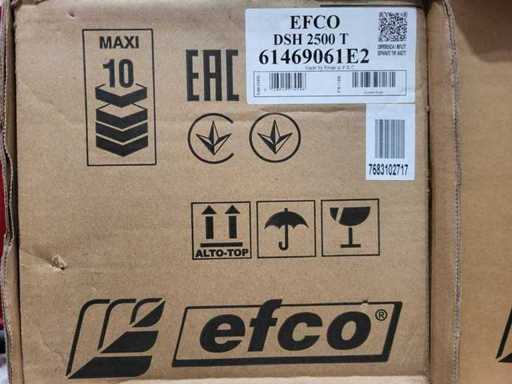 EFCO
DSH 2500 T
61469061E2
MAXI
10
EAC
7683102717
ALTO-TOP
efco®